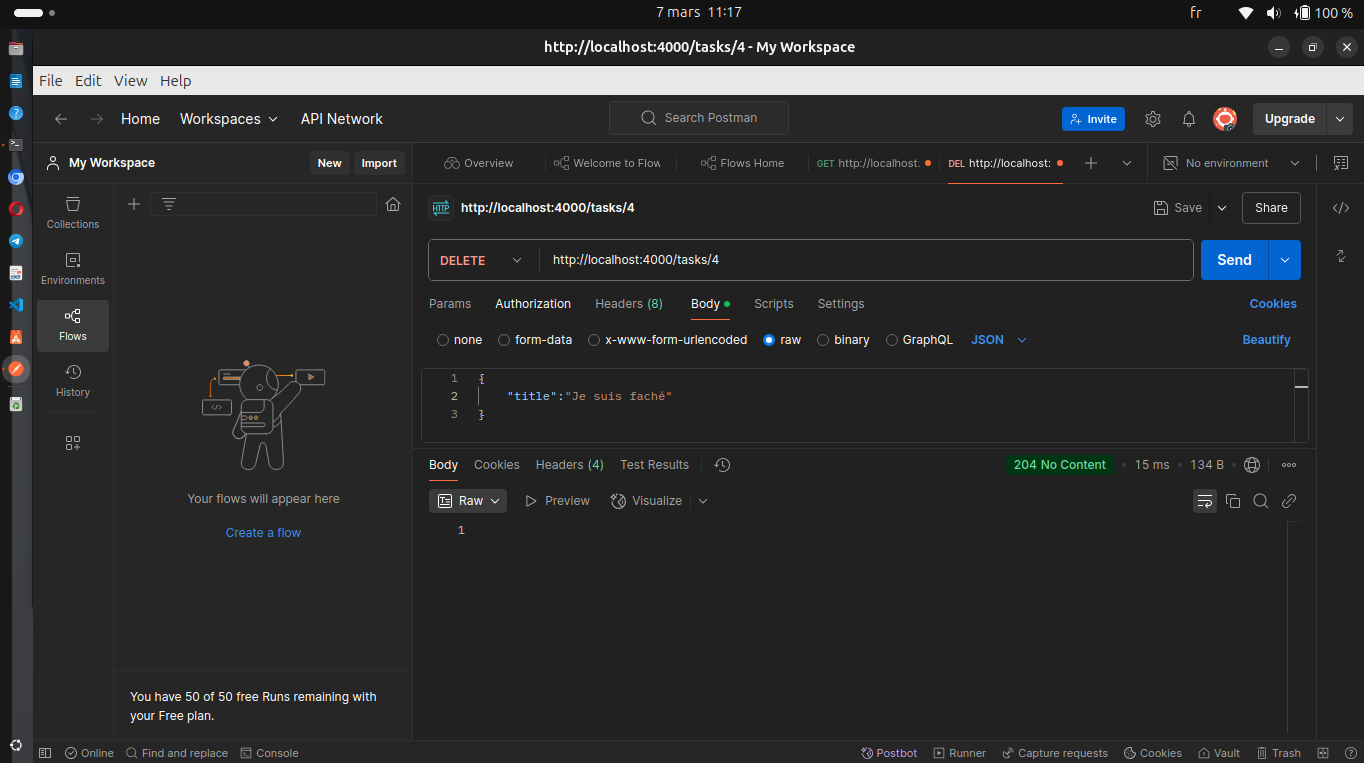 7 mars 11:17
fr
100 %
http://localhost:4000/tasks/4 - My Workspace
File Edit View Help
Home Workspaces API Network
Search Postman
Invite
Upgrade
My Workspace
New Import
Overview
Welcome to Flow
Flows Home
GET http://localhost:
DEL http://localhost:
No environment
Collections
Environments
Flows
History
Your flows will appear here
Create a flow
You have 50 of 50 free Runs remaining with
your Free plan.
HTTP http://localhost:4000/tasks/4
Save
Share
DELETE http://localhost:4000/tasks/4
Send
Params Authorization Headers (8) Body Scripts Settings
Cookies
none form-data x-www-form-urlencoded raw binary GraphQL JSON
Beautify
1 {
2 "title":"Je suis faché"
3 }
Body Cookies Headers (4) Test Results
204 No Content 15 ms 134 B
Raw Preview Visualize
1
Online Find and replace Console
Postbot Runner Capture requests Cookies Vault Trash